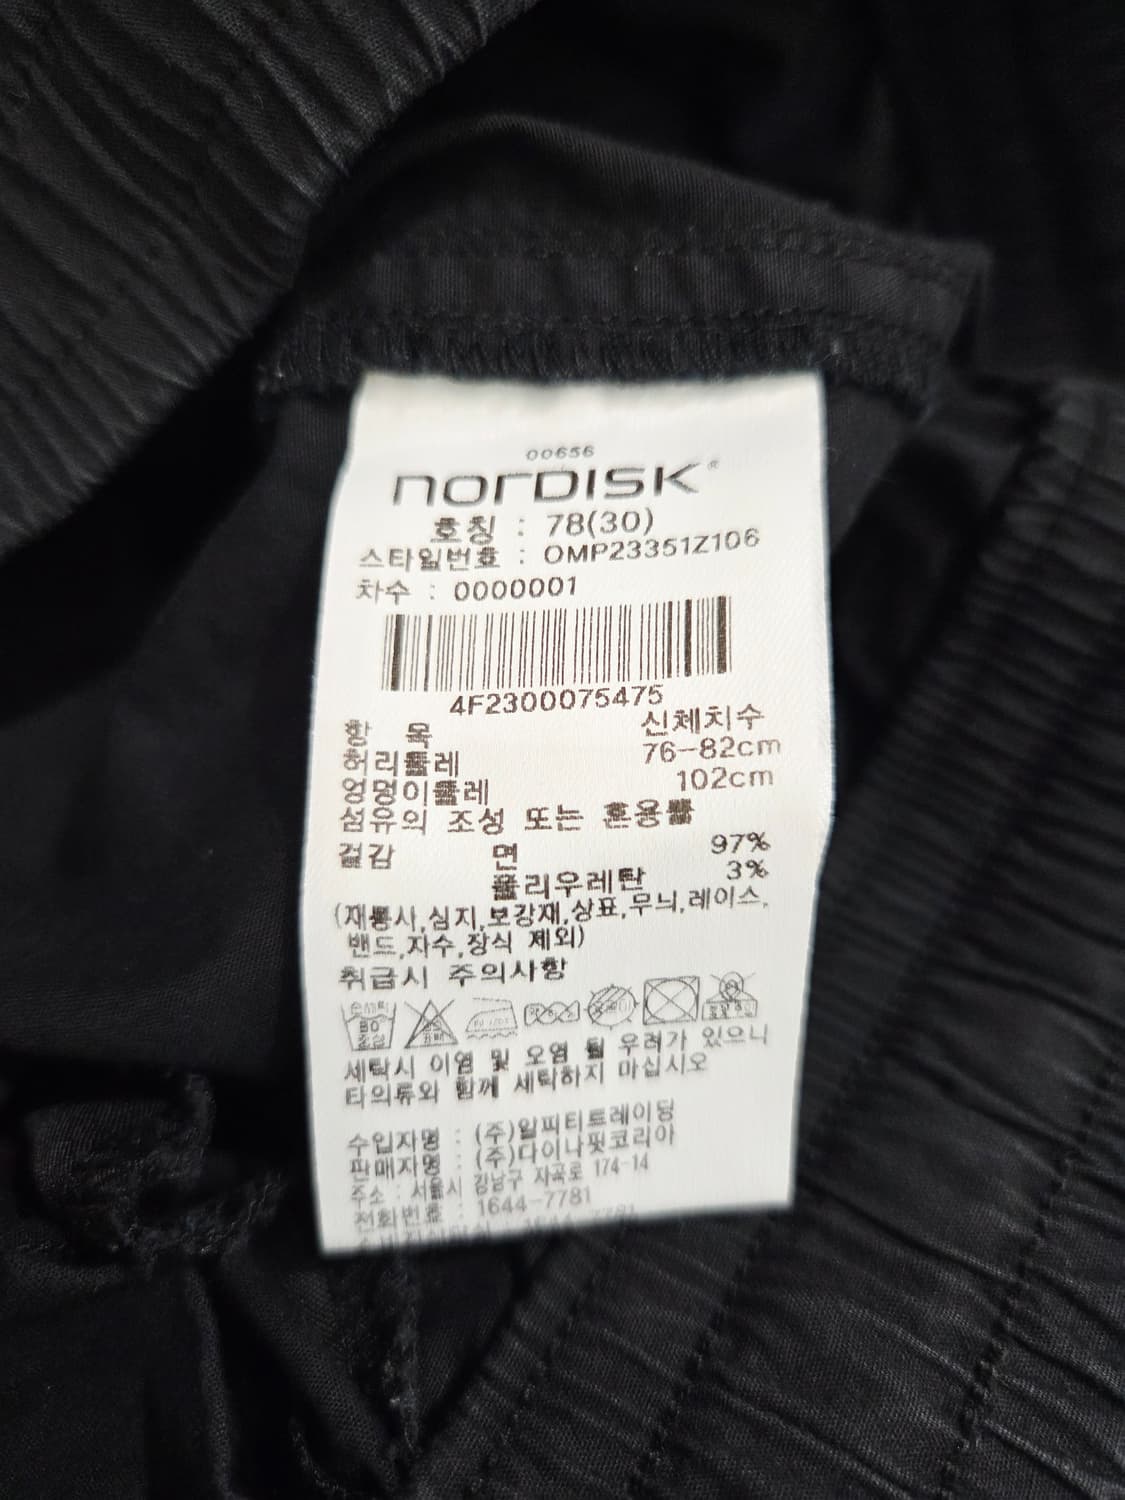 00656
NORDISK®
호칭 : 78(30)
스타일번호 : OMP23351Z106
차수 : 0000001
4F2300075475
항 목 신체치수
허리둘레 76-82cm
엉덩이둘레 102cm
섬유의 조성 또는 혼용률
겉감 면 97%
폴리우레탄 3%
(재봉사,심지,보강재,상표,무늬,레이스,
밴드,자수,장식 제외)
취급시 주의사항
세탁시 이염 및 오염 될 우려가 있으니
타의류와 함께 세탁하지 마십시오
수입자명 : (주)알피티트레이딩
판매자명 : (주)다이나핏코리아
주소 : 서울시 강남구 자곡로 174-14
전화번호 : 1644-7781